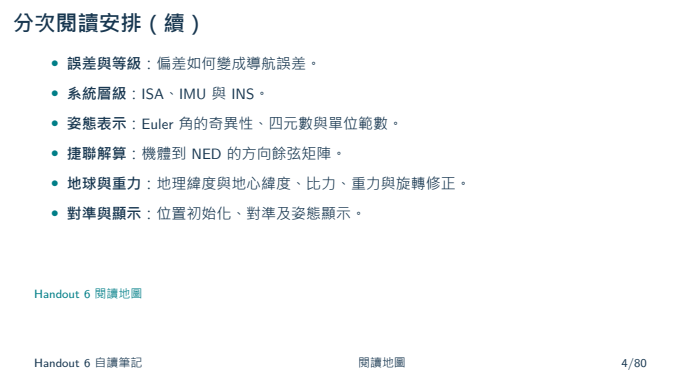 分次閱讀安排（續）
• 誤差與等級：偏差如何變成導航誤差。
• 系統層級：ISA、IMU 與 INS。
• 姿態表示：Euler 角的奇異性、四元數與單位範數。
• 捷聯解算：機體到 NED 的方向餘弦矩陣。
• 地球與重力：地理緯度與地心緯度、比力、重力與旋轉修正。
• 對準與顯示：位置初始化、對準及姿態顯示。
Handout 6 閱讀地圖
Handout 6 自讀筆記 閱讀地圖 4/80